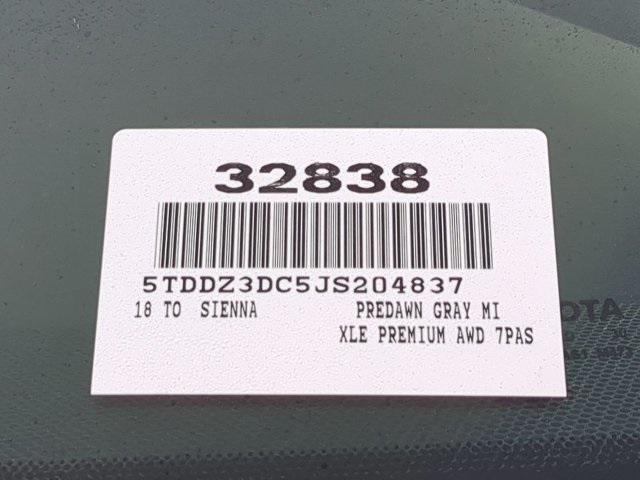 32838
5TDDZ3DC5JS204837
18 TO SIENNA PREDAWN GRAY MI
XLE PREMIUM AWD 7PAS